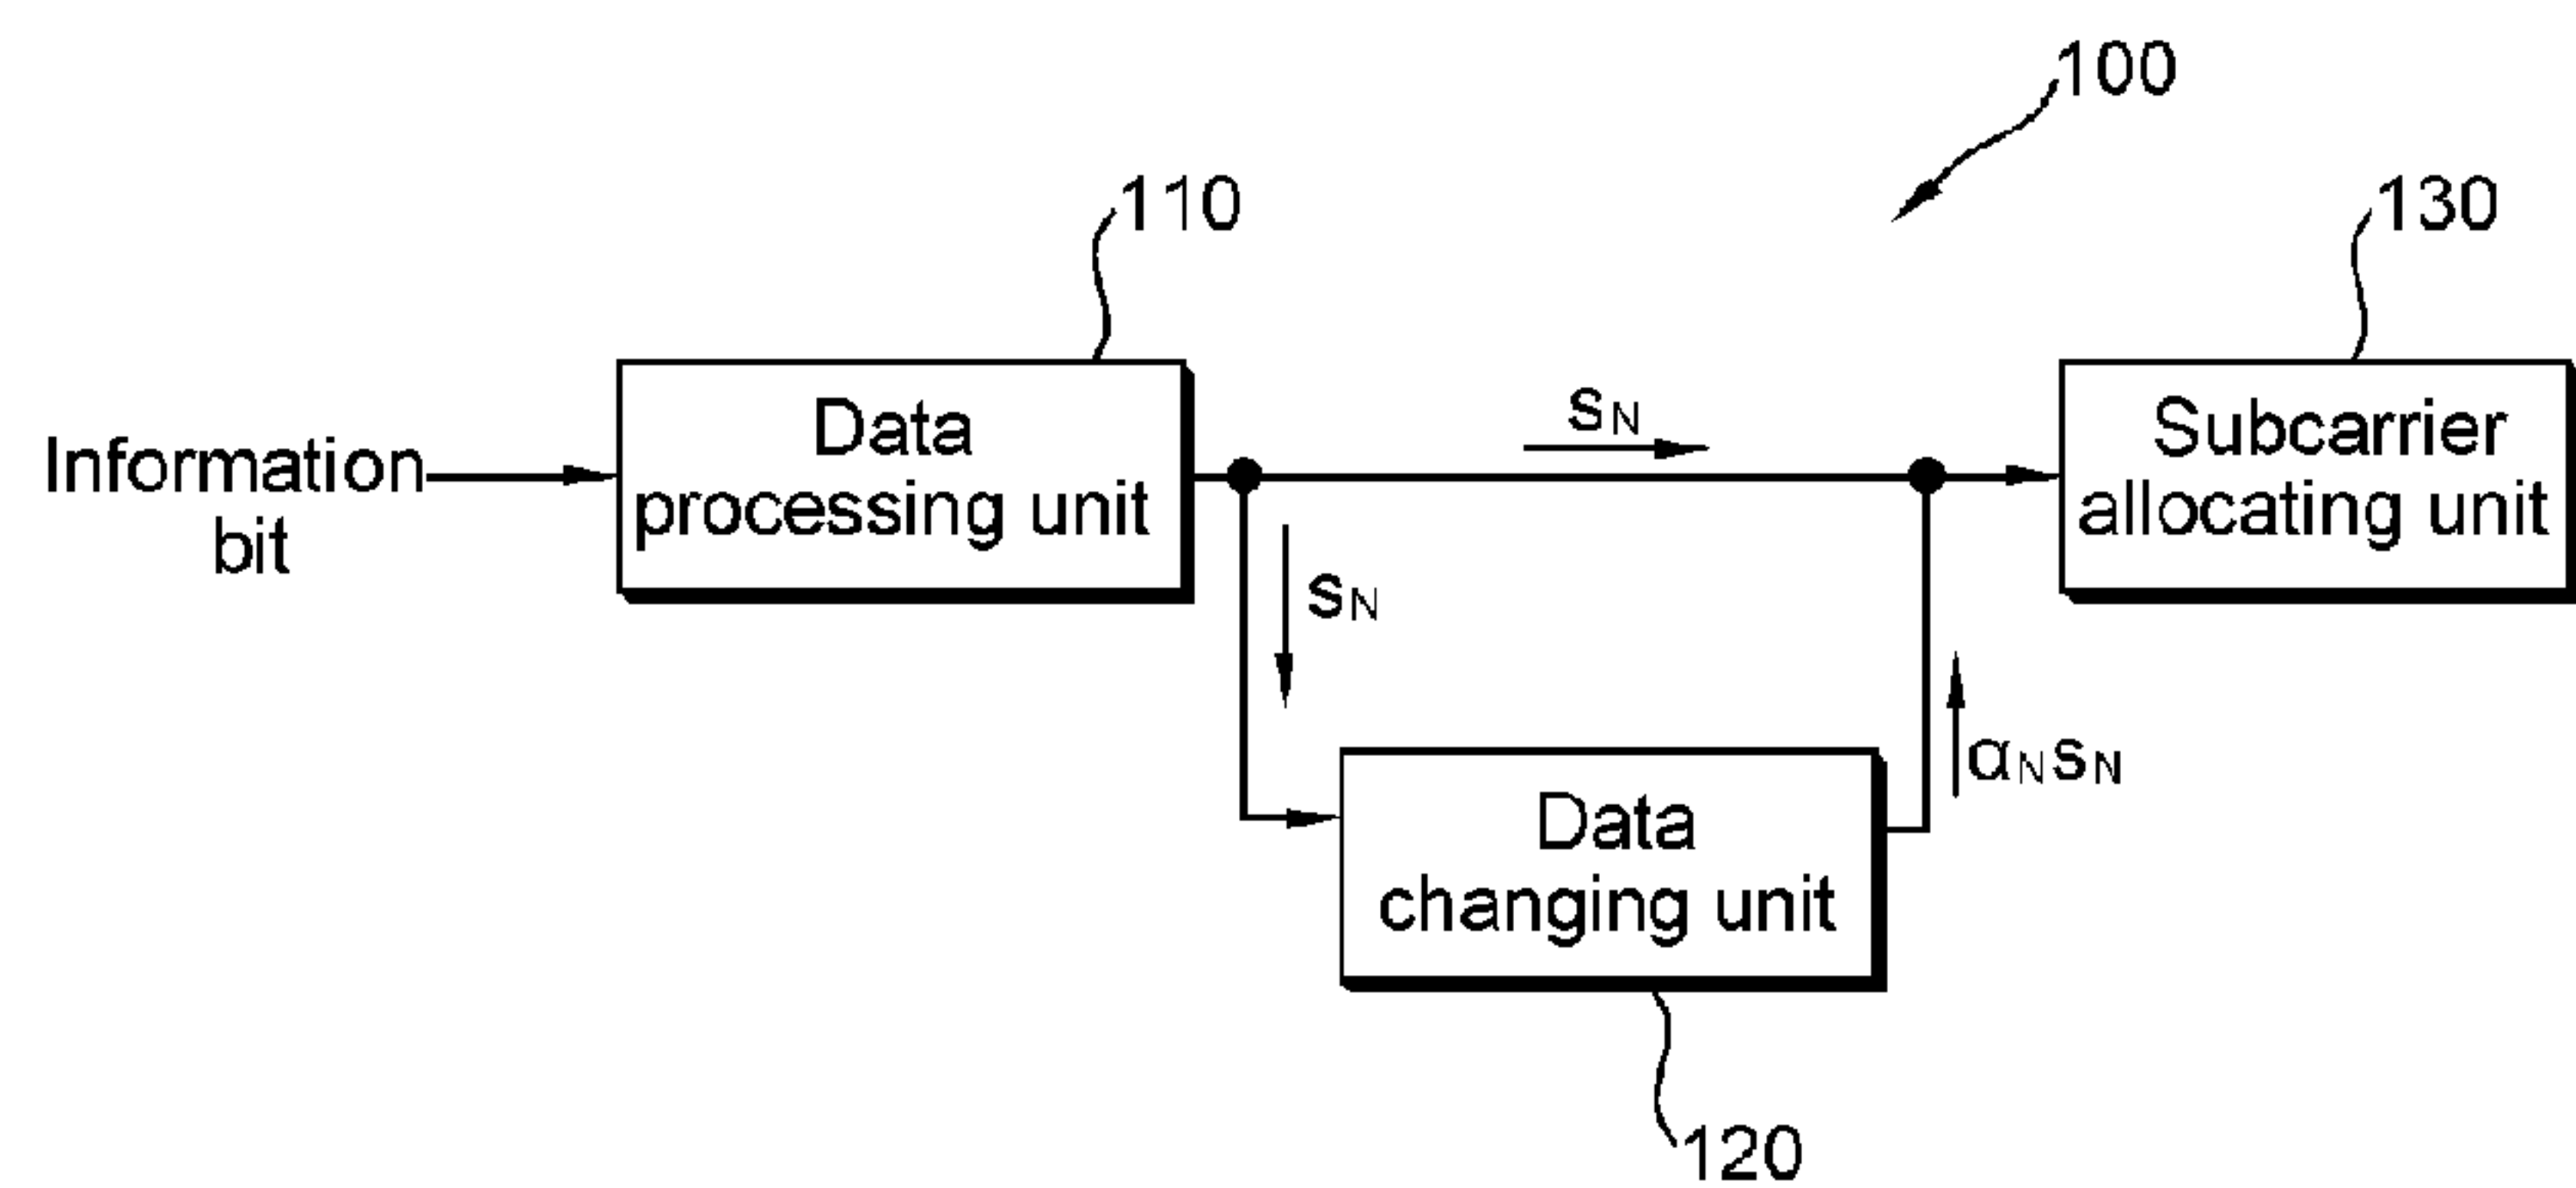 100
110
130
Information
bit
Data
processing unit
sN
Subcarrier
allocating unit
sN
αNsN
Data
changing unit
120